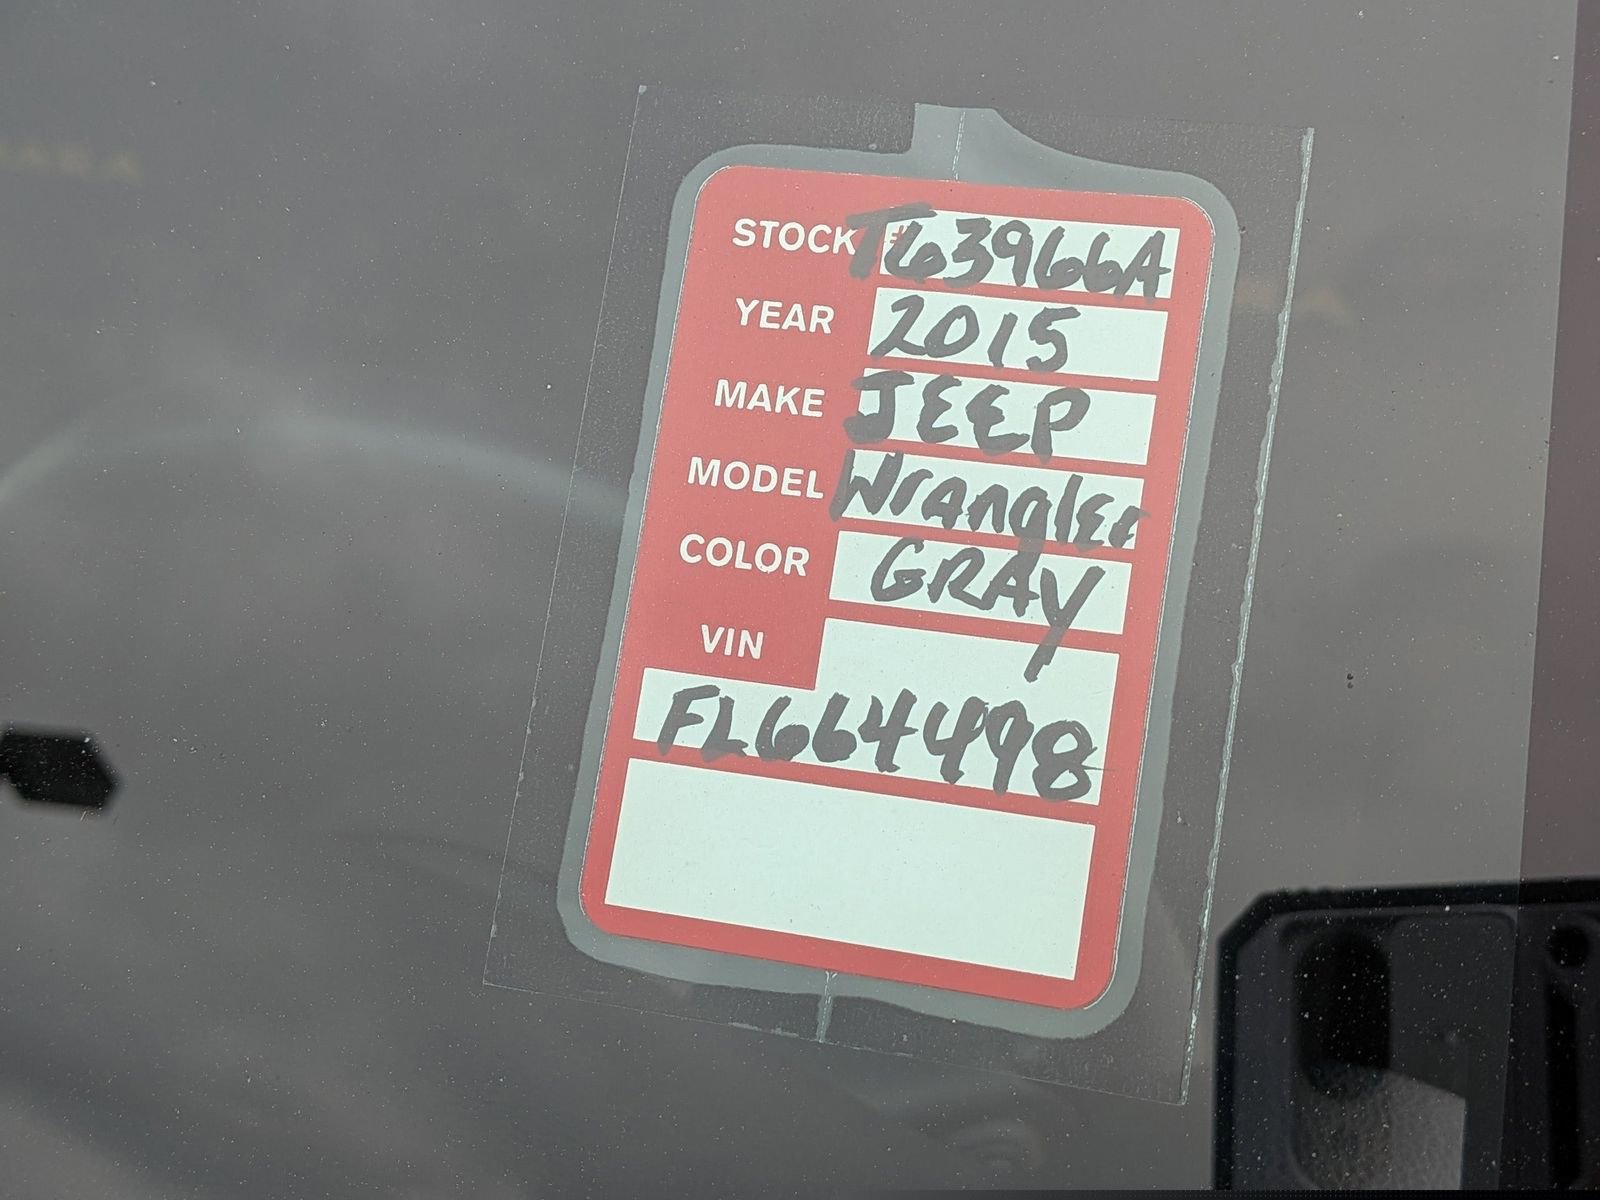 STOCK # T63966A
YEAR 2015
MAKE JEEP
MODEL Wrangler
COLOR GRAY
VIN
FL664498